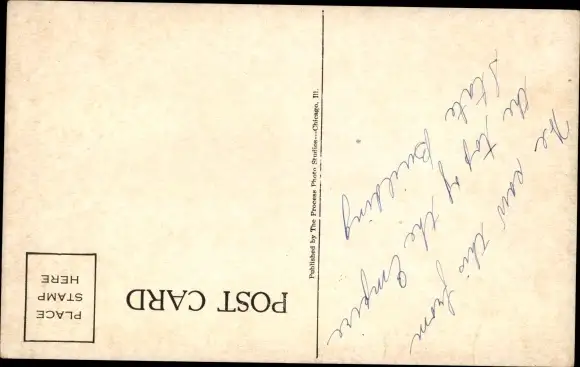 POST CARD
PLACE
STAMP
HERE
Published by The Process Photo Studios—Chicago, Ill.
We saw this from
the top of the Empire
State Building